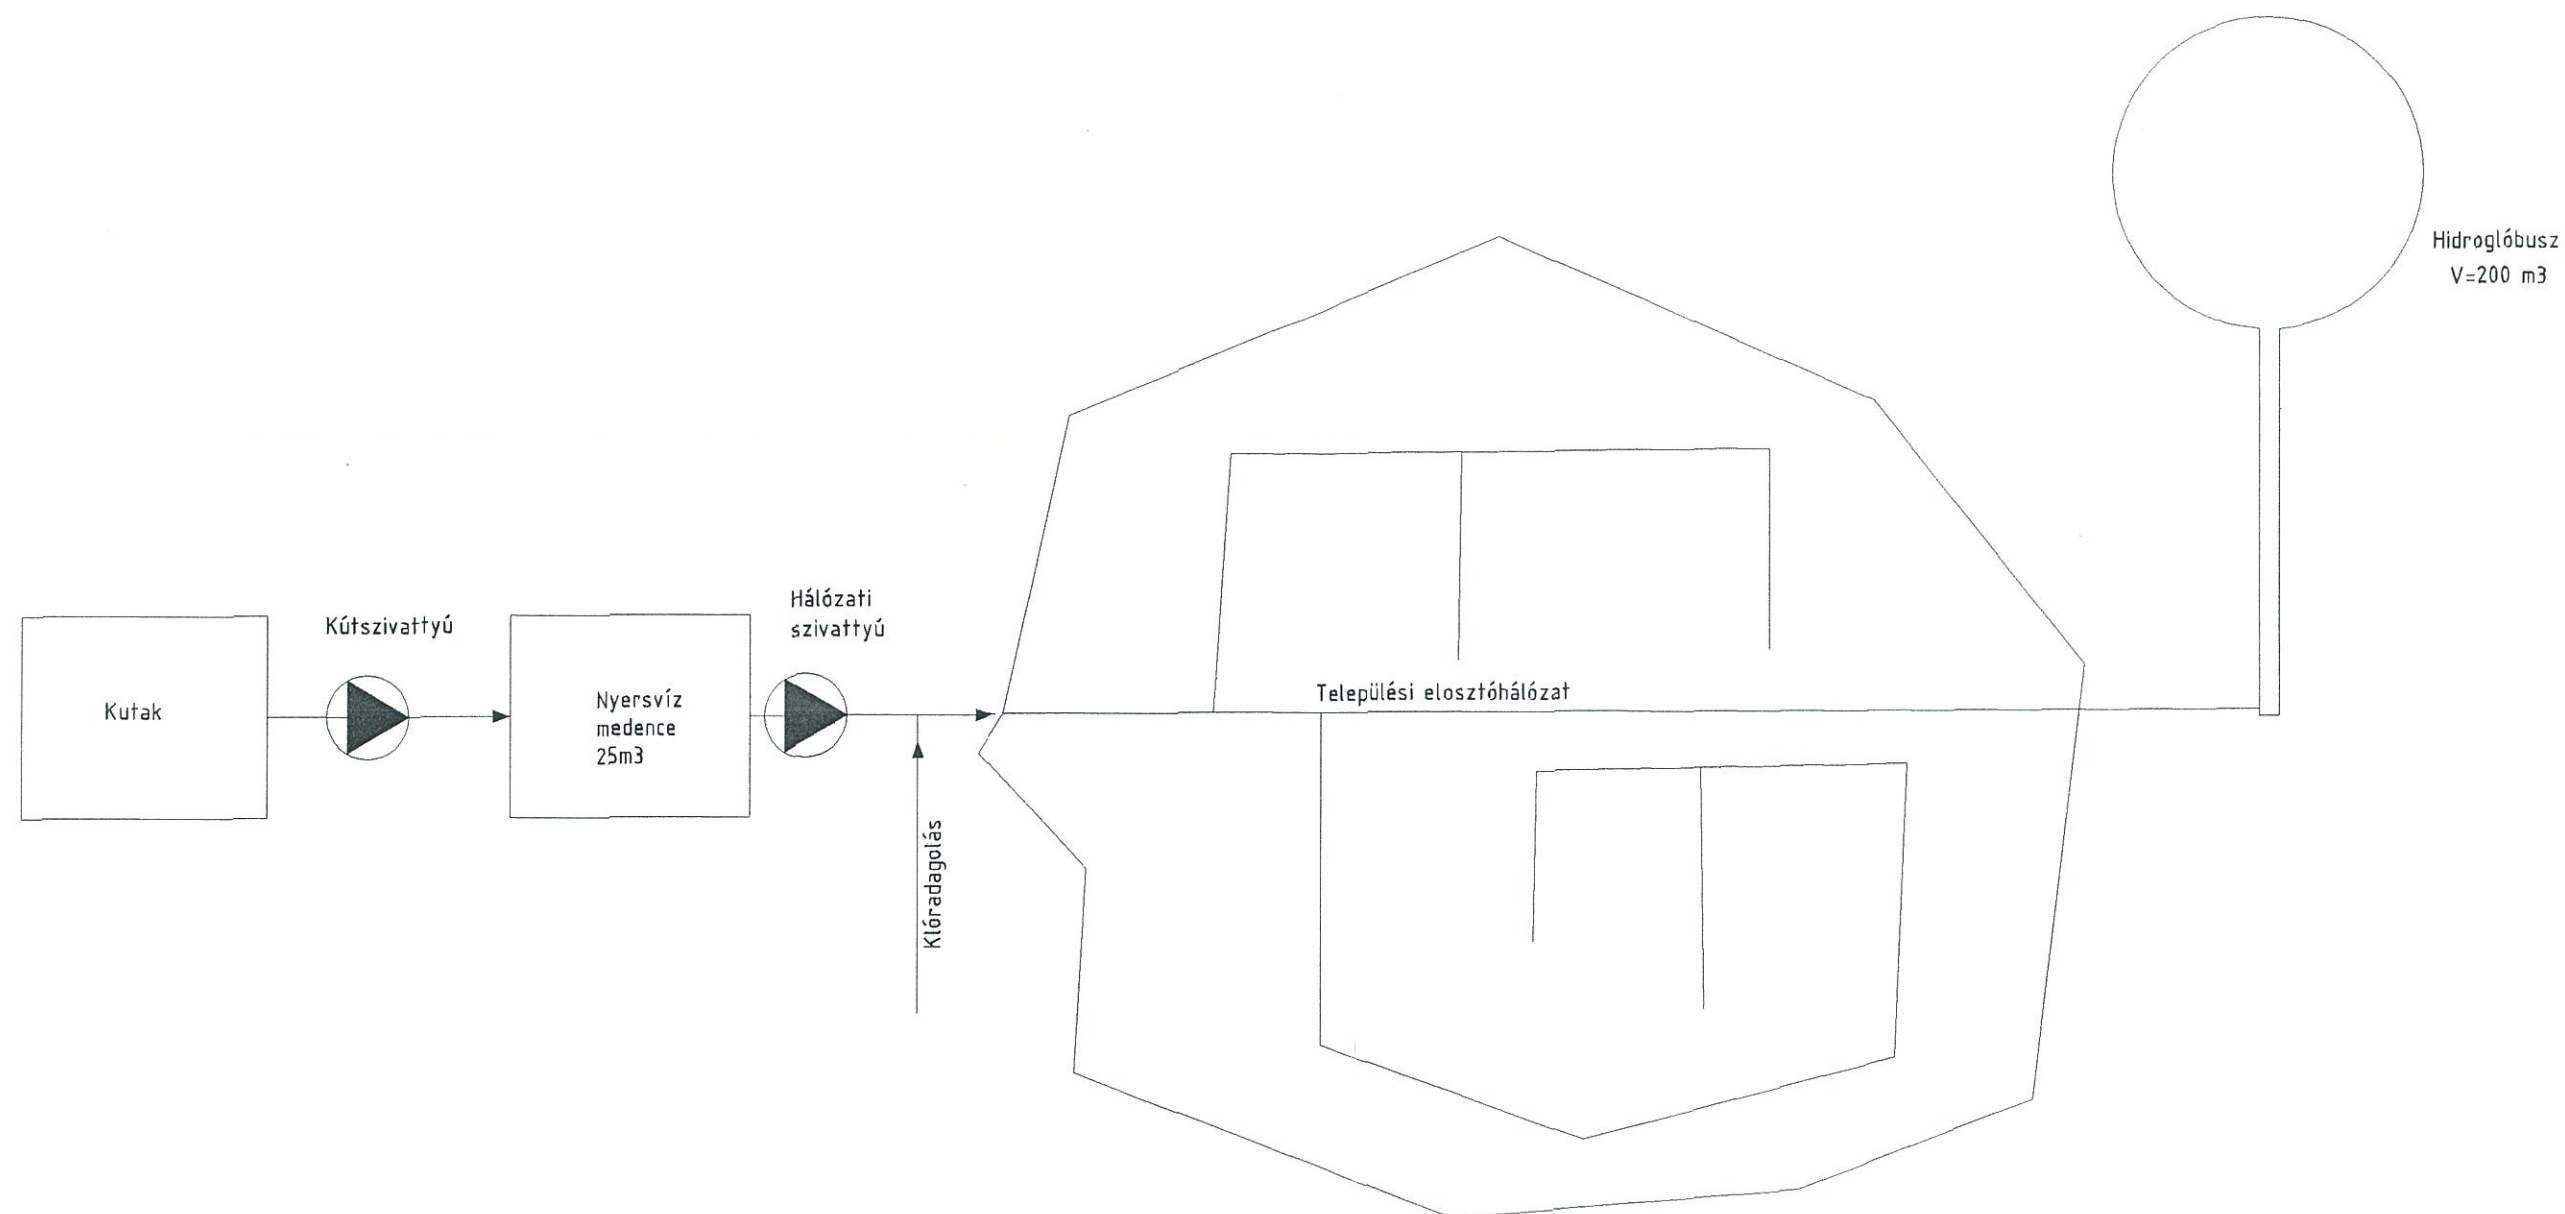 Hidroglóbusz
V=200 m3
Kútszivattyú
Hálózati
szivattyú
Kutak
Nyersvíz
medence
25m3
Települési elosztóhálózat
Klóradagolás